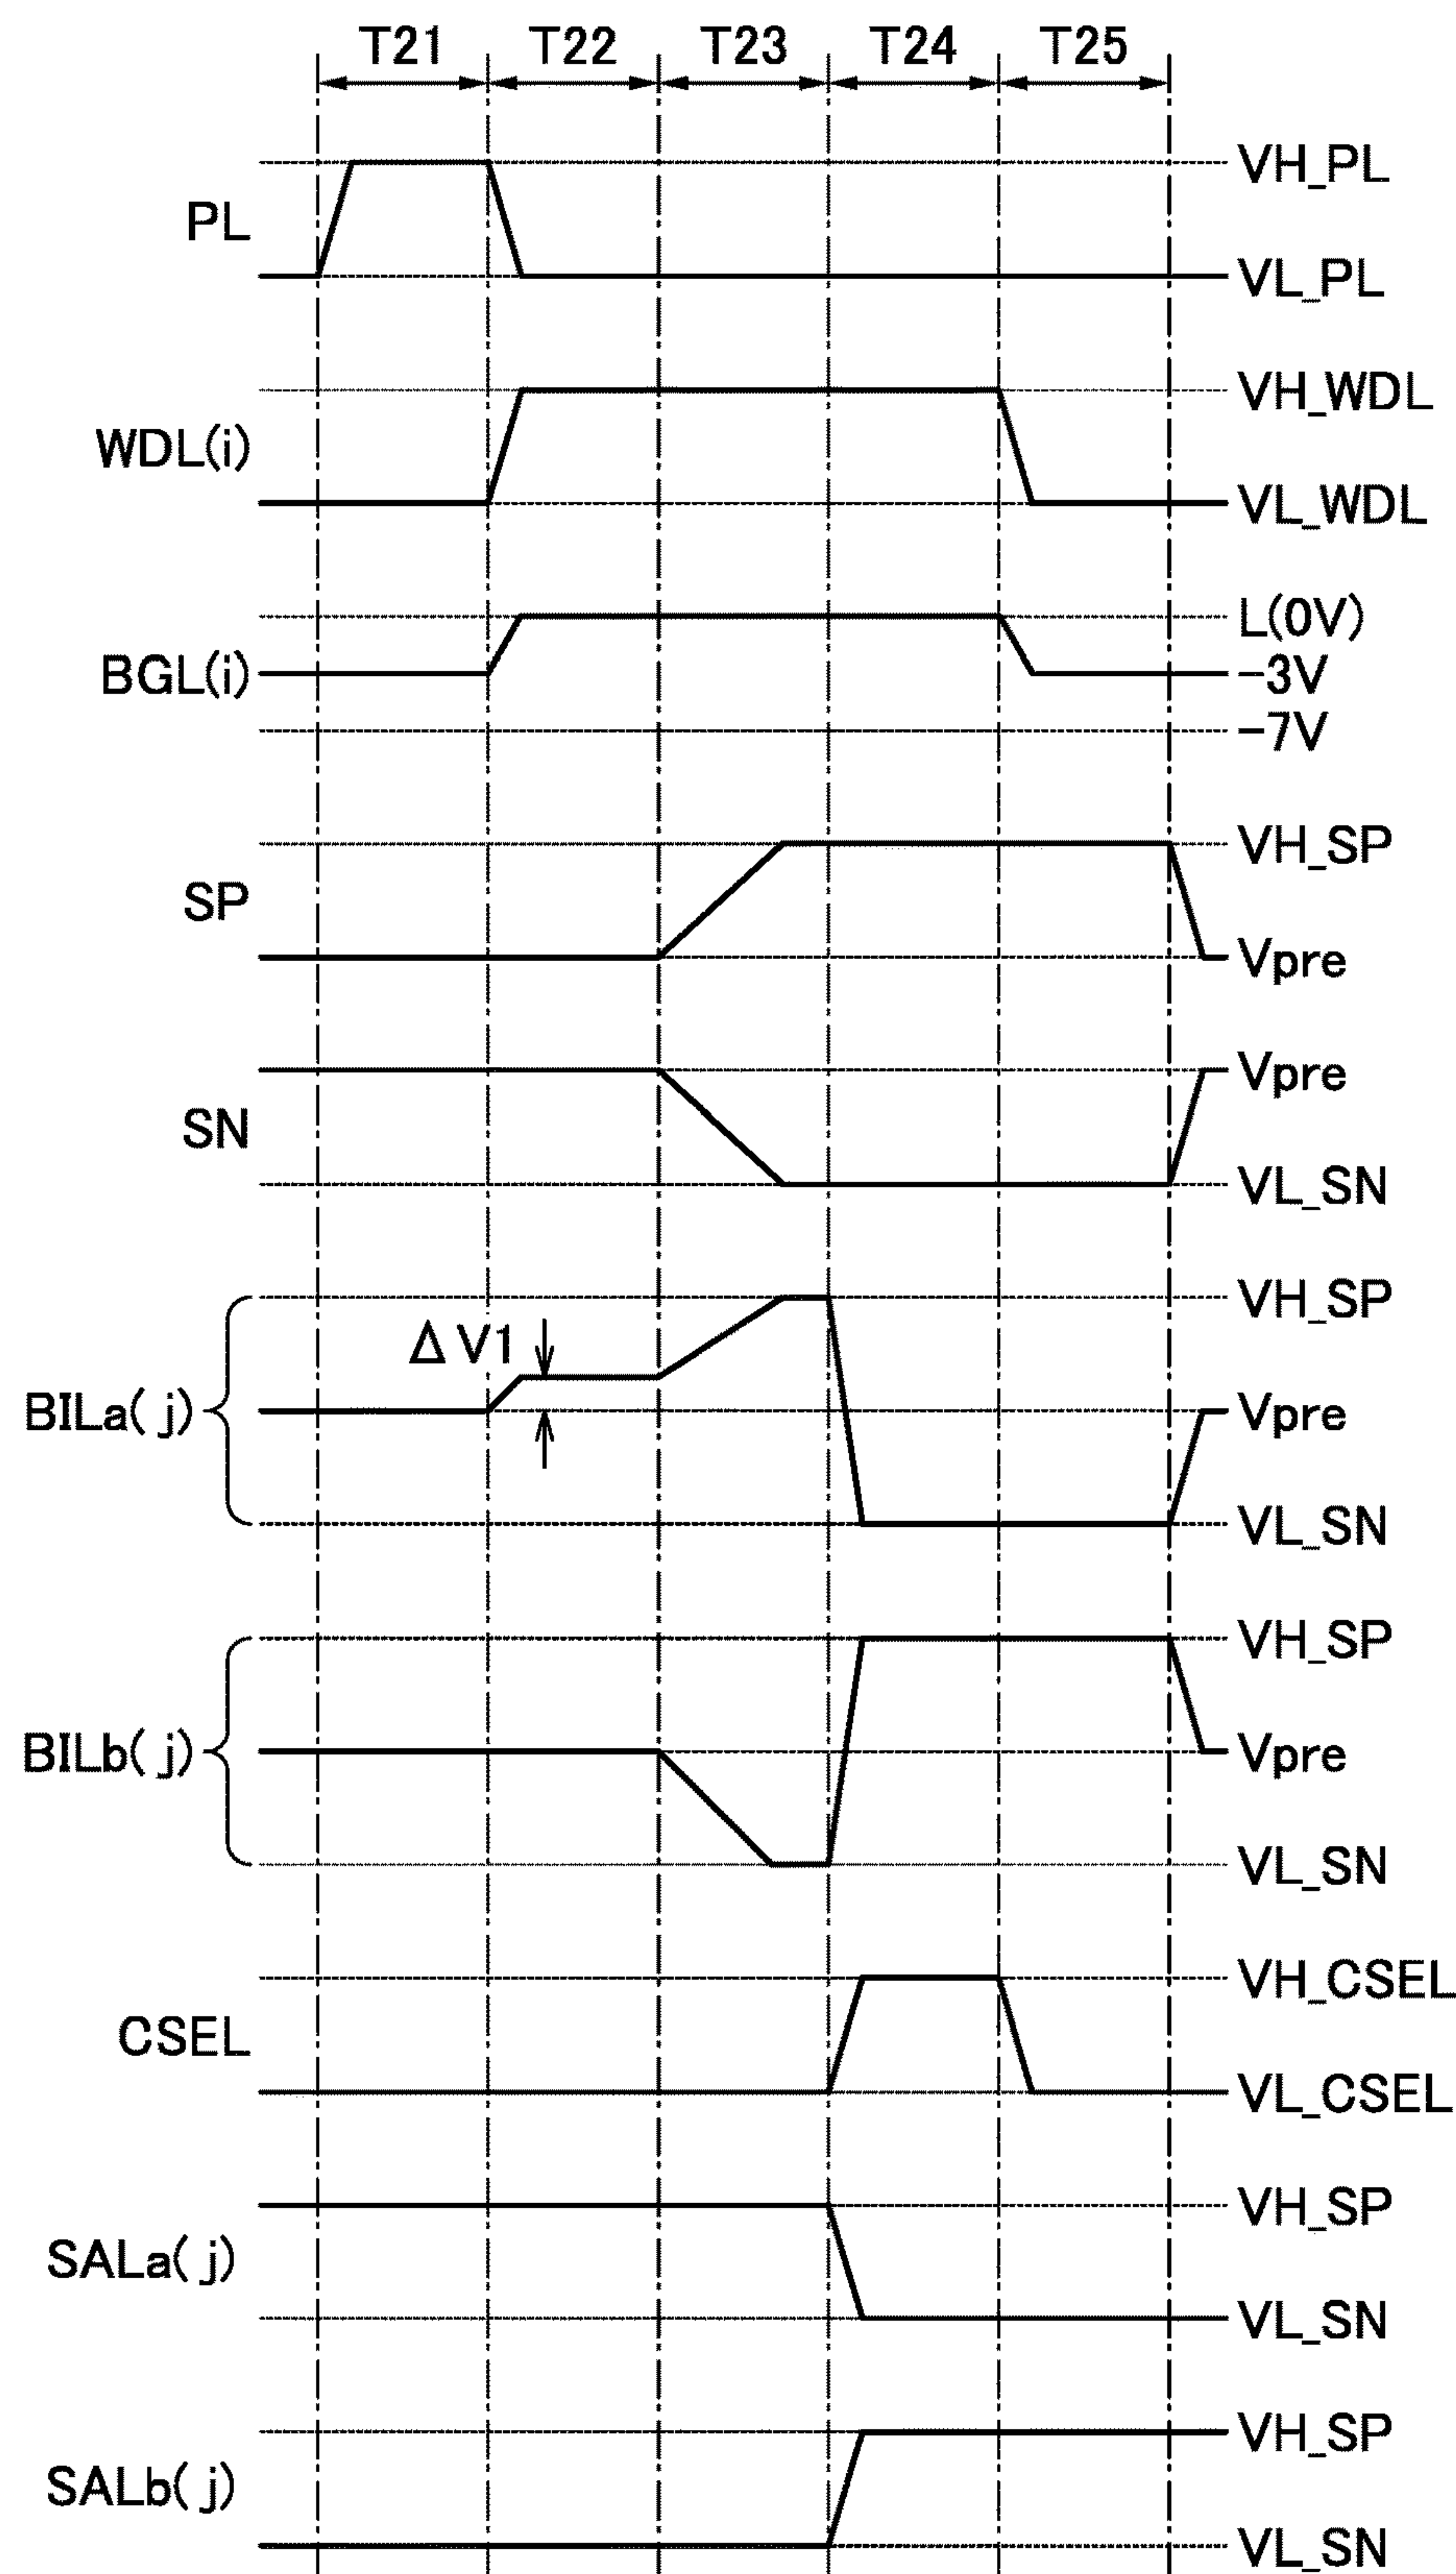 T21 T22 T23 T24 T25
VH_PL
PL
VL_PL
VH_WDL
WDL(i)
VL_WDL
L(0V)
BGL(i)
-3V
-7V
VH_SP
SP
Vpre
Vpre
SN
VL_SN
VH_SP
ΔV1
BILa(j)
Vpre
VL_SN
VH_SP
BILb(j)
Vpre
VL_SN
VH_CSEL
CSEL
VL_CSEL
VH_SP
SALa(j)
VL_SN
VH_SP
SALb(j)
VL_SN